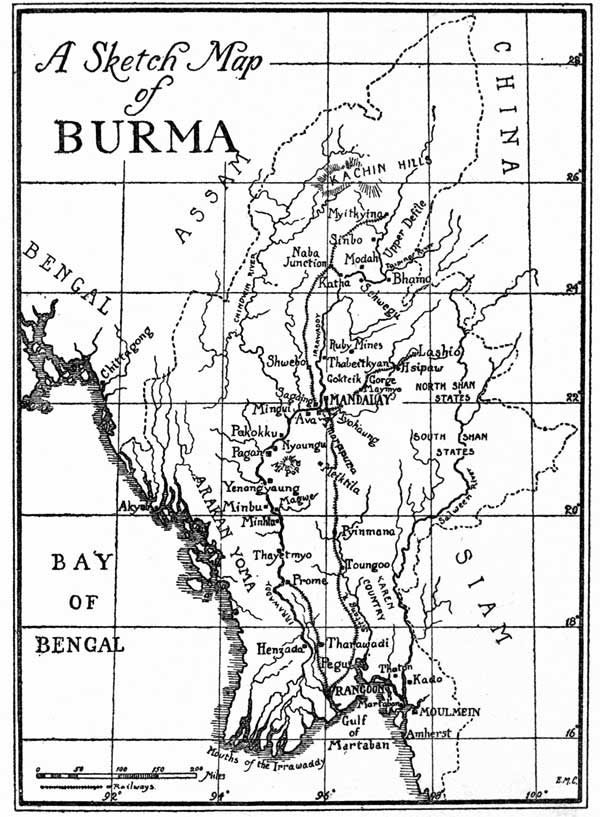 A Sketch Map
of
BURMA
CHINA
28
ASSAM
KACHIN HILLS
26
Myitkyina
Sinbo
Upper Defile
Naba
Junction
Modah
Bhamo
Katha
Schwegu
BENGAL
24
CHINDWIN RIVER
IRRAWADDY
Chittagong
Ruby Mines
Shwebo
Thabeitkyan
Lashio
Hsipaw
Gokteik Gorge
Maymyo
NORTH SHAN
STATES
Sagaing
MANDALAY
22
Mingui
Ava
Myohaung
Amarapura
SOUTH SHAN
STATES
Pakokku
Nyaungu
Pagan
Meiktila
Yenangyaung
Salween River
Magwe
Akyab
Minbu
20
Minhla
ARAKAN YOMA
Pyinmana
SIAM
BAY
OF
BENGAL
Thayetmyo
Toungoo
Prome
KAREN
COUNTRY
IRRAWADDY
SITTANG R.
18
Henzada
Tharawadi
Pegu
Thaton
Kado
RANGOON
Martaban
MOULMEIN
Gulf
of
Martaban
Amherst
16
Mouths of the Irrawaddy
0 50 100 150 200
Miles
= Railways.
E.M.C.
92°
94
96
98
100°